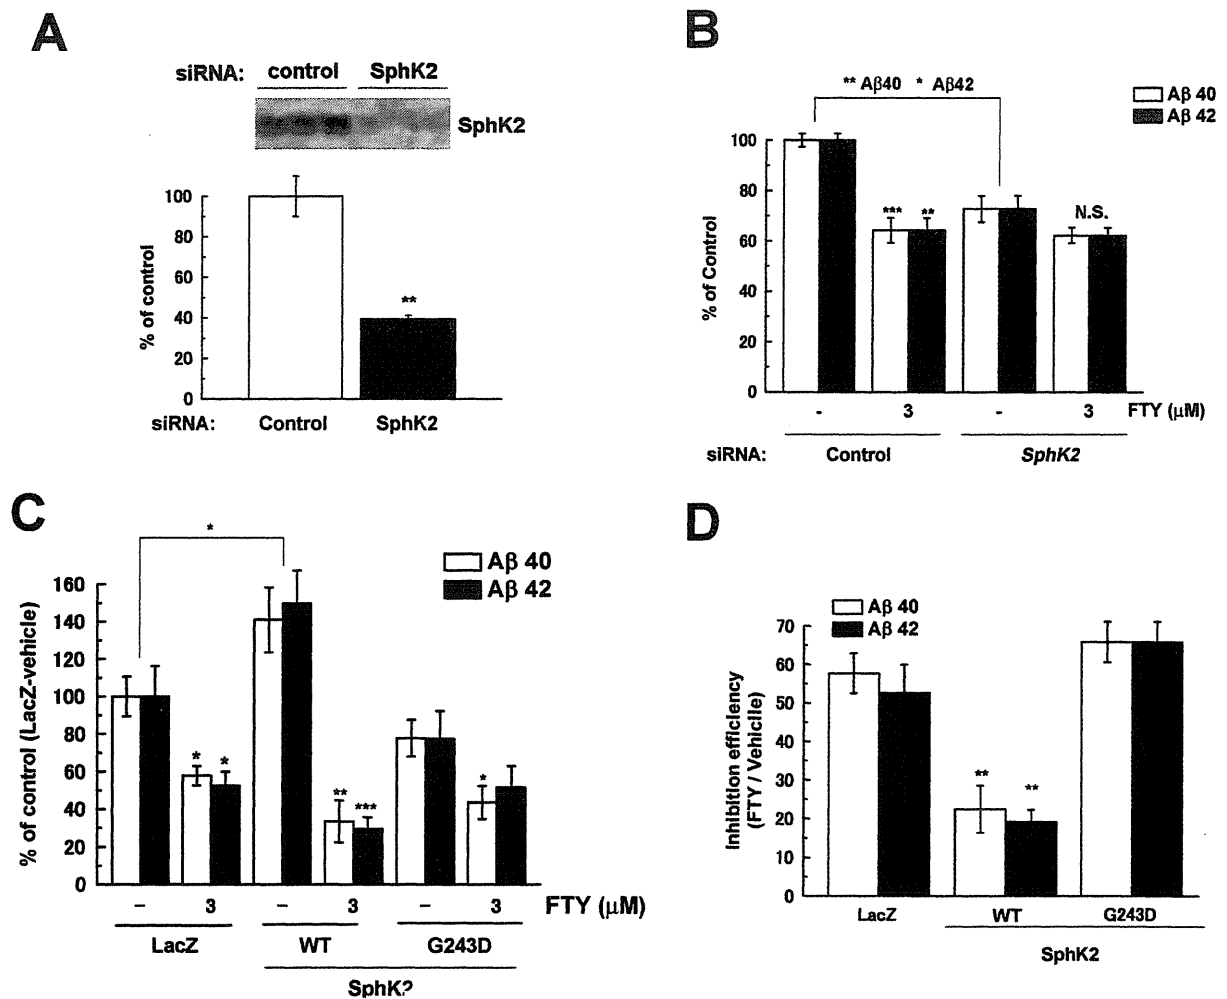 A
siRNA: control SphK2
SphK2
% of control
100
80
60
40
20
0
**
siRNA: Control SphK2
B
** Aβ40 * Aβ42
Aβ 40
Aβ 42
% of Control
100
80
60
40
20
0
*** **
N.S.
- 3 - 3 FTY (μM)
siRNA: Control SphK2
C
*
Aβ 40
Aβ 42
% of control (LacZ-vehicle)
160
140
120
100
80
60
40
20
0
* *
** ***
*
– 3 – 3 – 3 FTY (μM)
LacZ WT G243D
SphK2
D
Aβ 40
Aβ 42
Inhibition efficiency
(FTY / Vehicile)
70
60
50
40
30
20
10
0
** **
LacZ WT G243D
SphK2